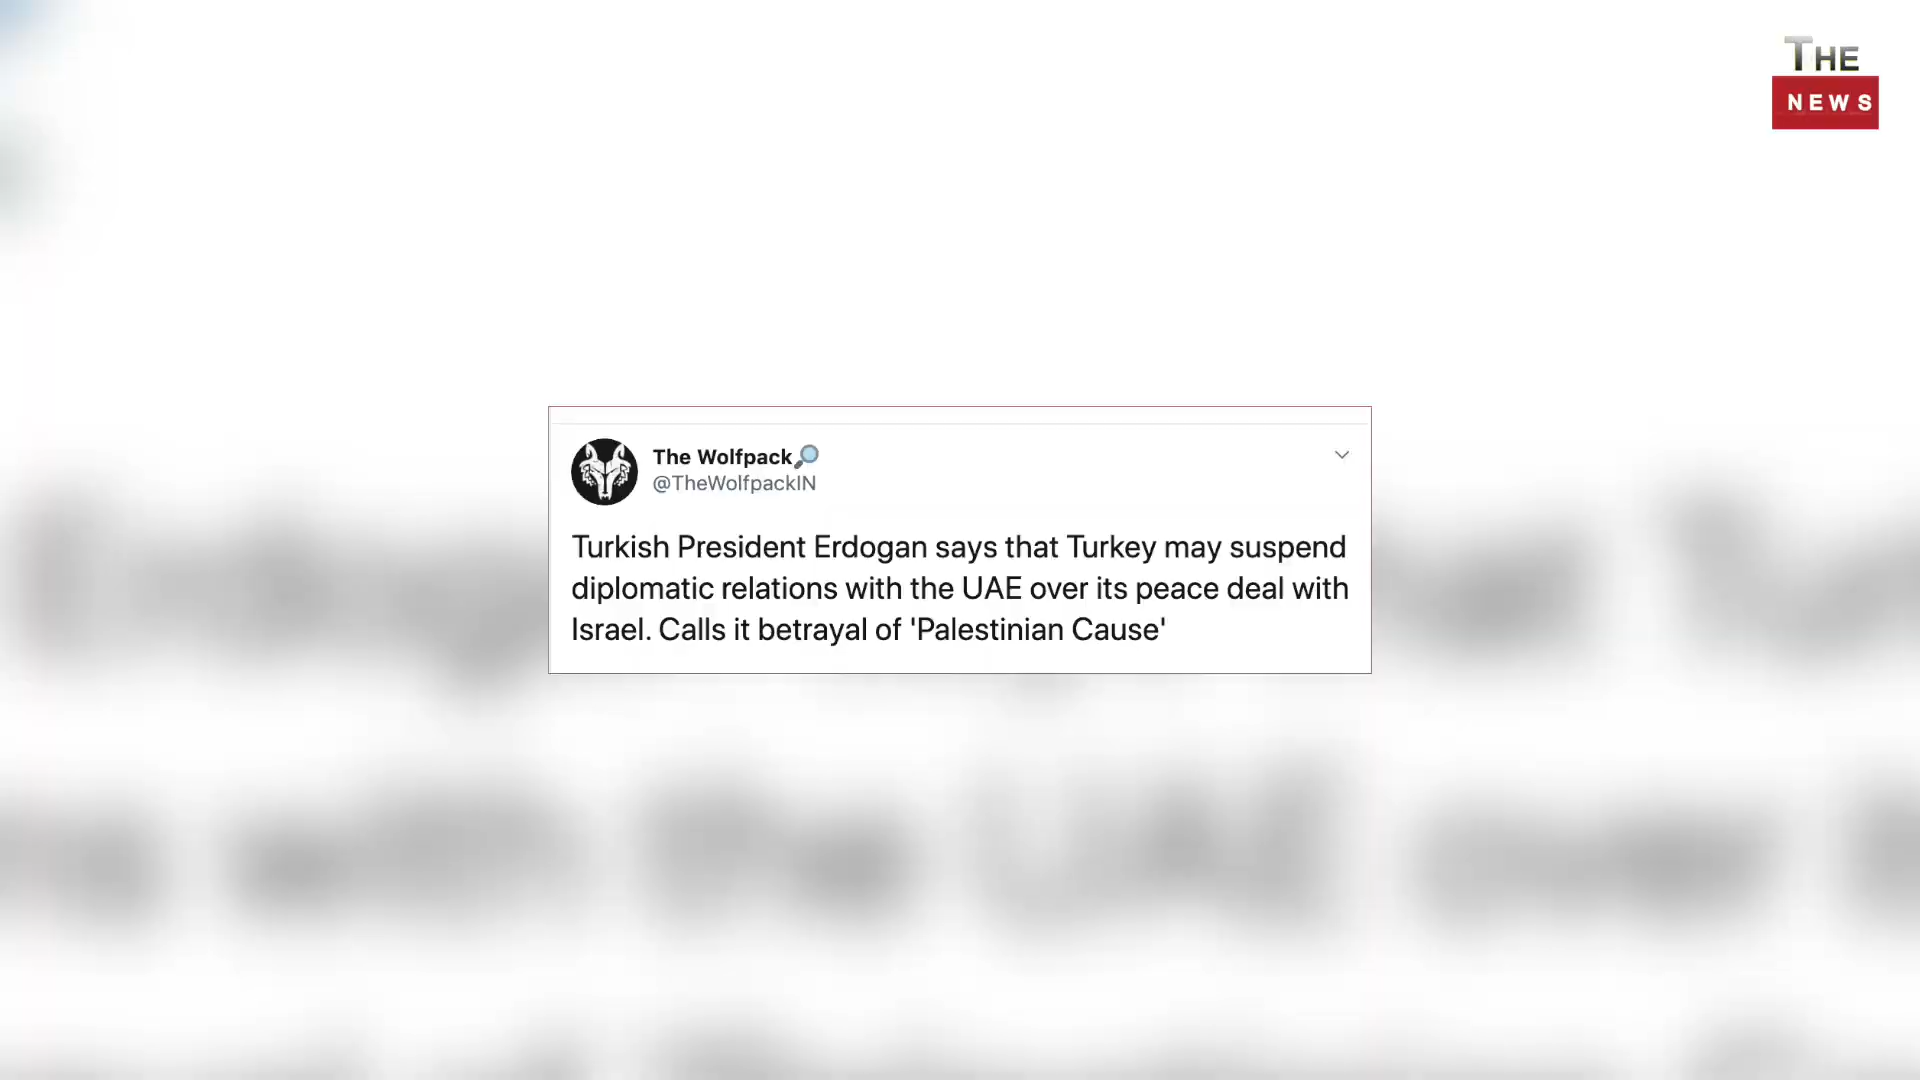 THE
NEWS
The Wolfpack🔎
@TheWolfpackIN
Turkish President Erdogan says that Turkey may suspend
diplomatic relations with the UAE over its peace deal with
Israel. Calls it betrayal of 'Palestinian Cause'